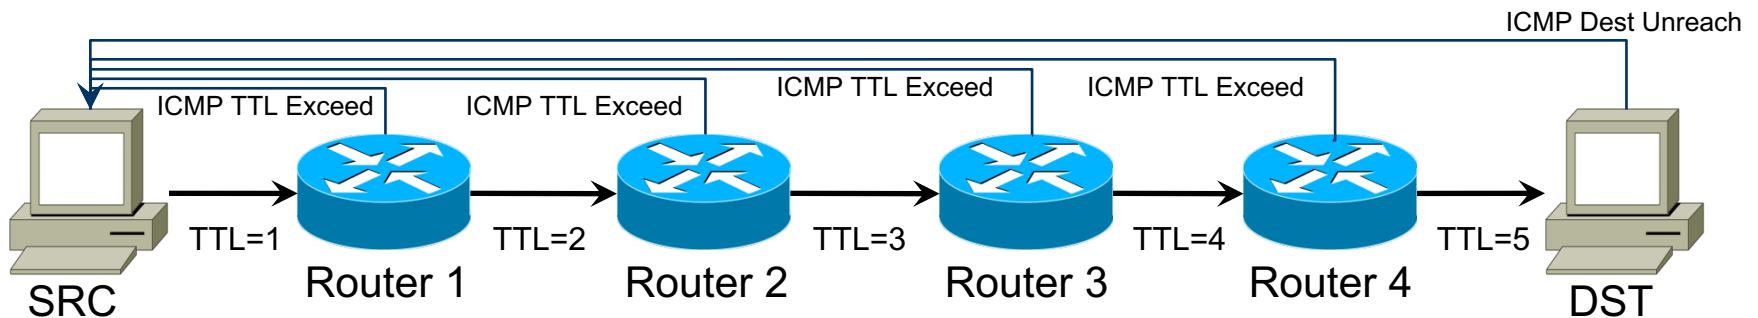 ICMP Dest Unreach
ICMP TTL Exceed
ICMP TTL Exceed
ICMP TTL Exceed
ICMP TTL Exceed
TTL=1
TTL=2
TTL=3
TTL=4
TTL=5
SRC
Router 1
Router 2
Router 3
Router 4
DST